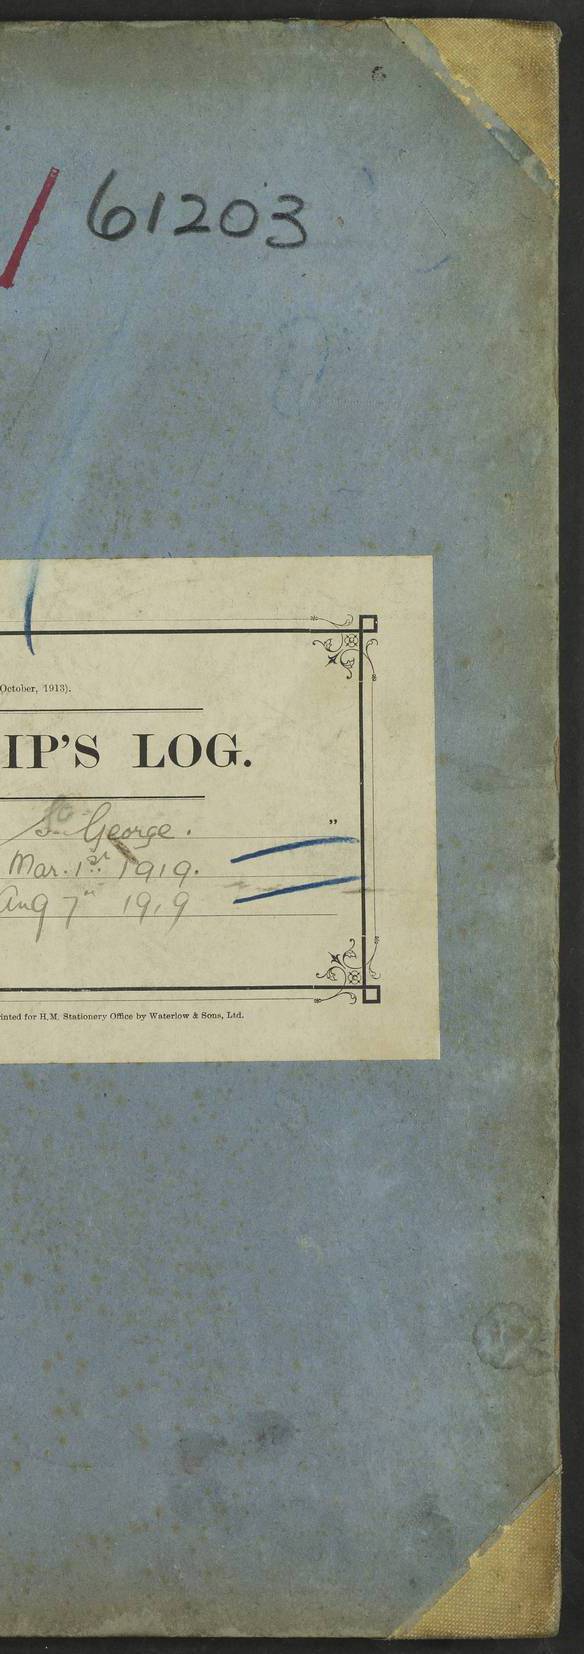 / 61203
October, 1913).
IP'S LOG.
St George. "
Mar. 1st 1919.
Aug 7th 1919
inted for H.M. Stationery Office by Waterlow & Sons, Ltd.